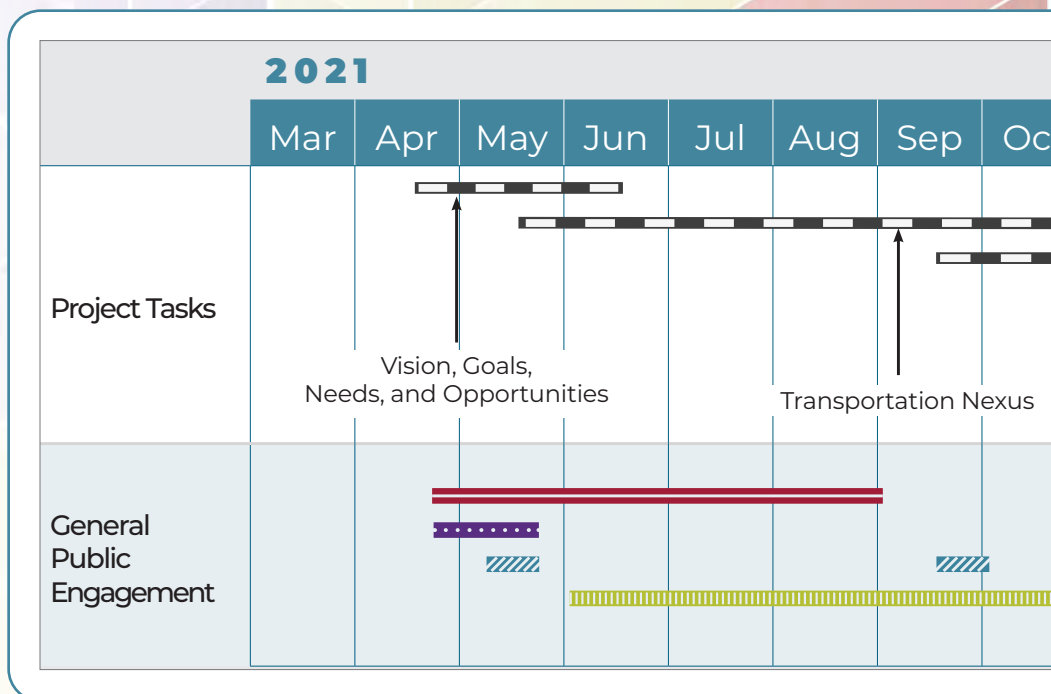 2021
Mar Apr May Jun Jul Aug Sep Oc
Project Tasks
Vision, Goals,
Needs, and Opportunities
Transportation Nexus
General
Public
Engagement